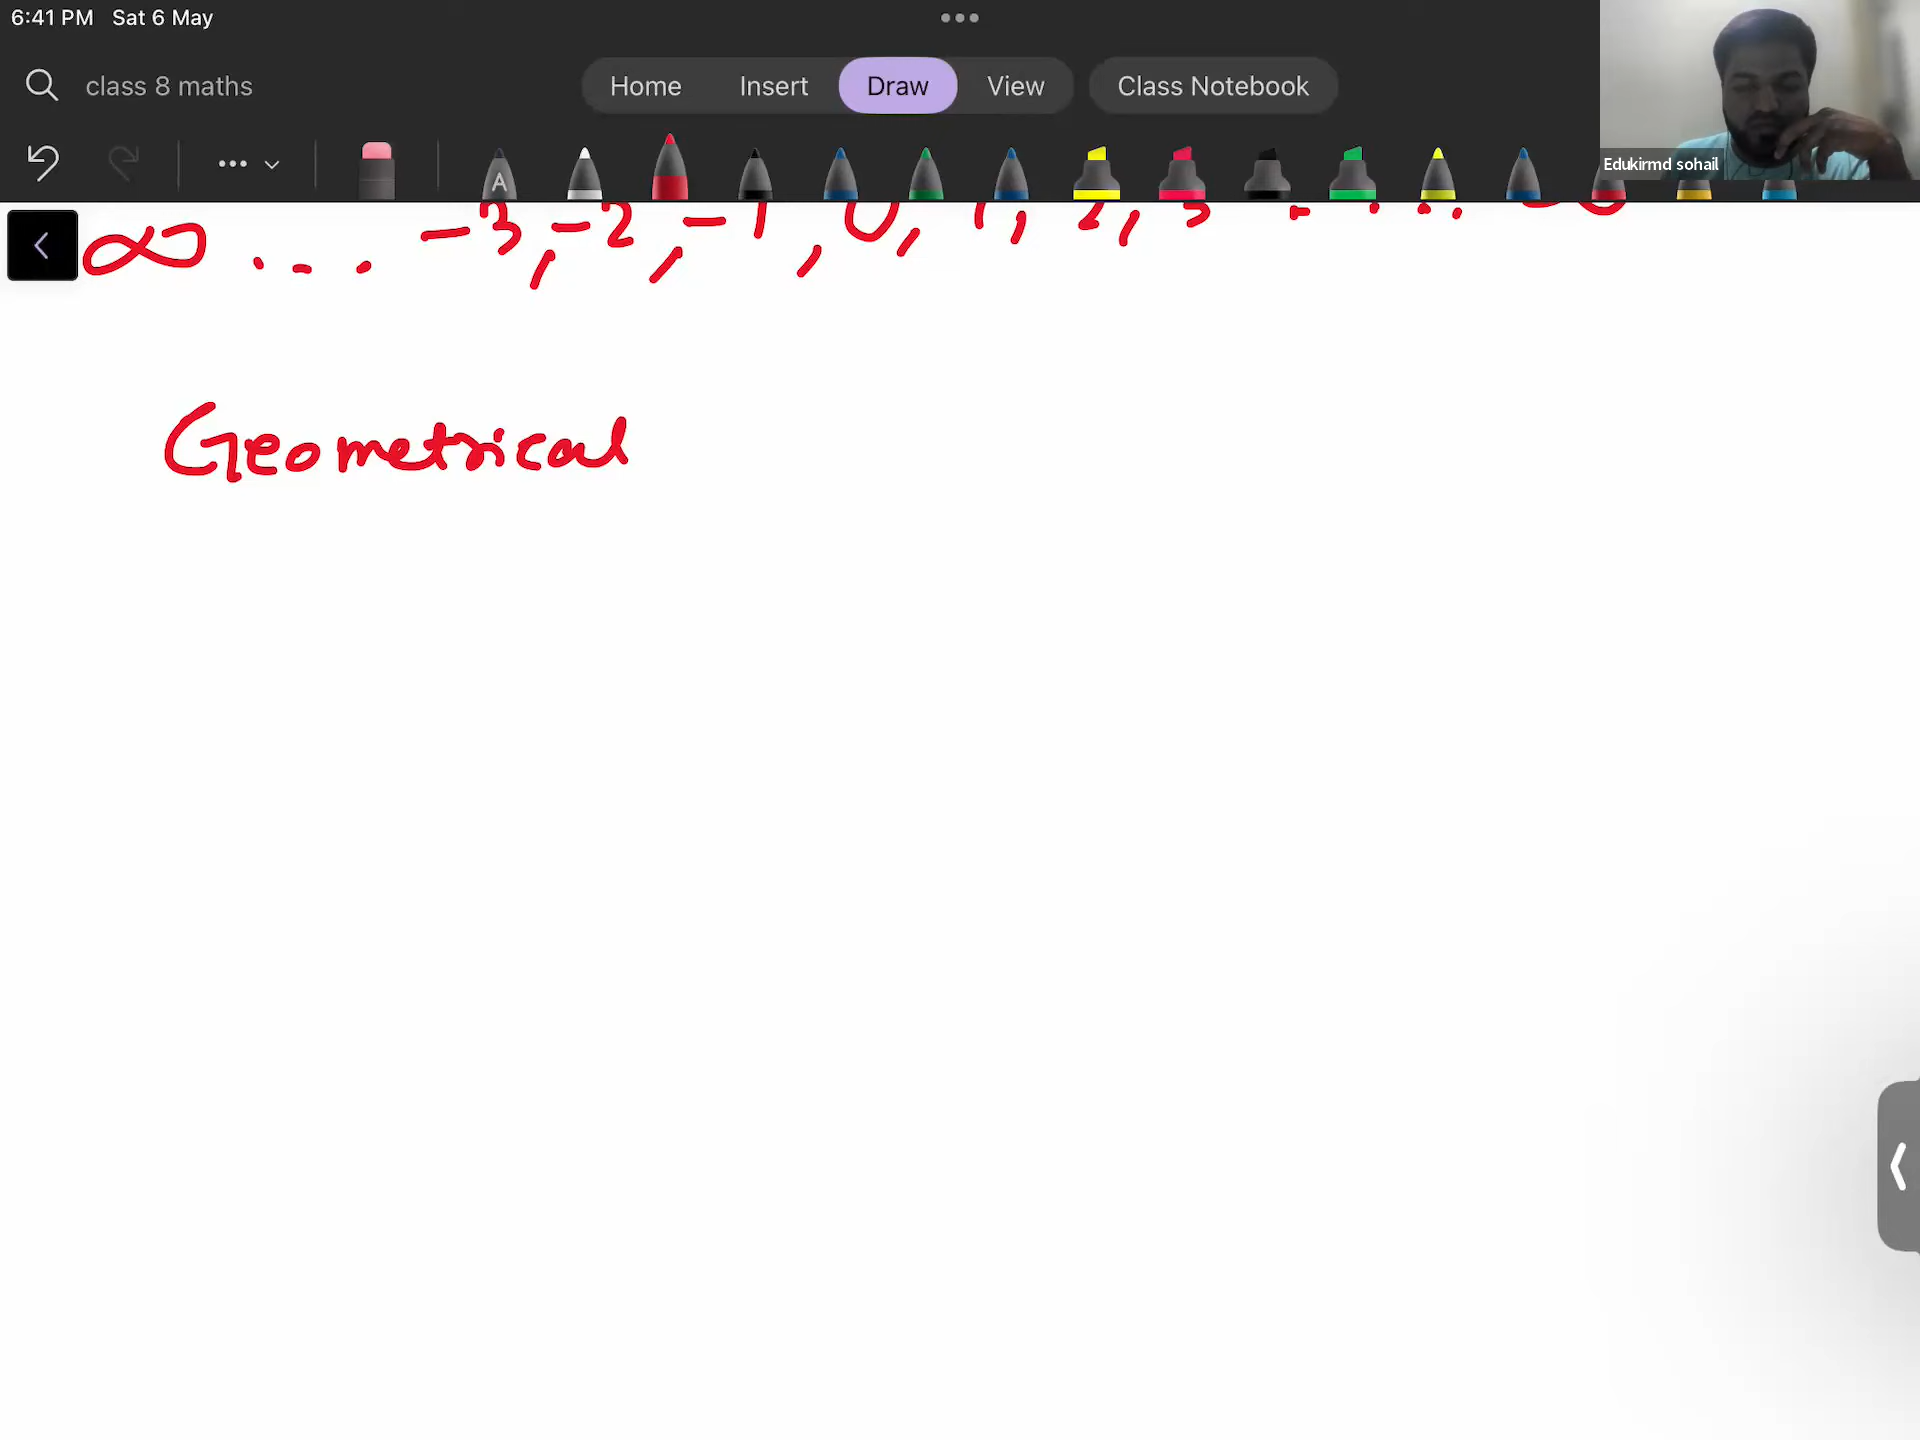 6:41 PM Sat 6 May
class 8 maths
Home Insert Draw View Class Notebook
A
Edukirmd sohail
∞ ... -3, -2, -1, 0, 1, 2, 3
Geometrical